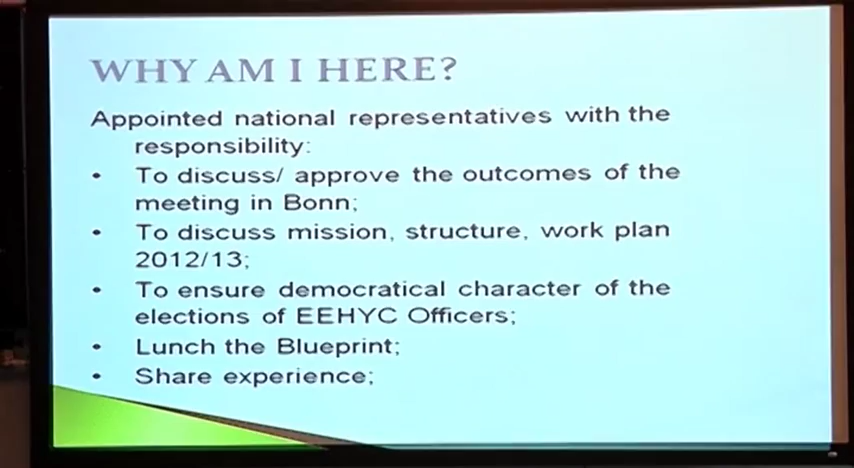 WHY AM I HERE?
Appointed national representatives with the
responsibility:
• To discuss/ approve the outcomes of the
meeting in Bonn;
• To discuss mission, structure, work plan
2012/13;
• To ensure democratical character of the
elections of EEHYC Officers;
• Lunch the Blueprint;
• Share experience;